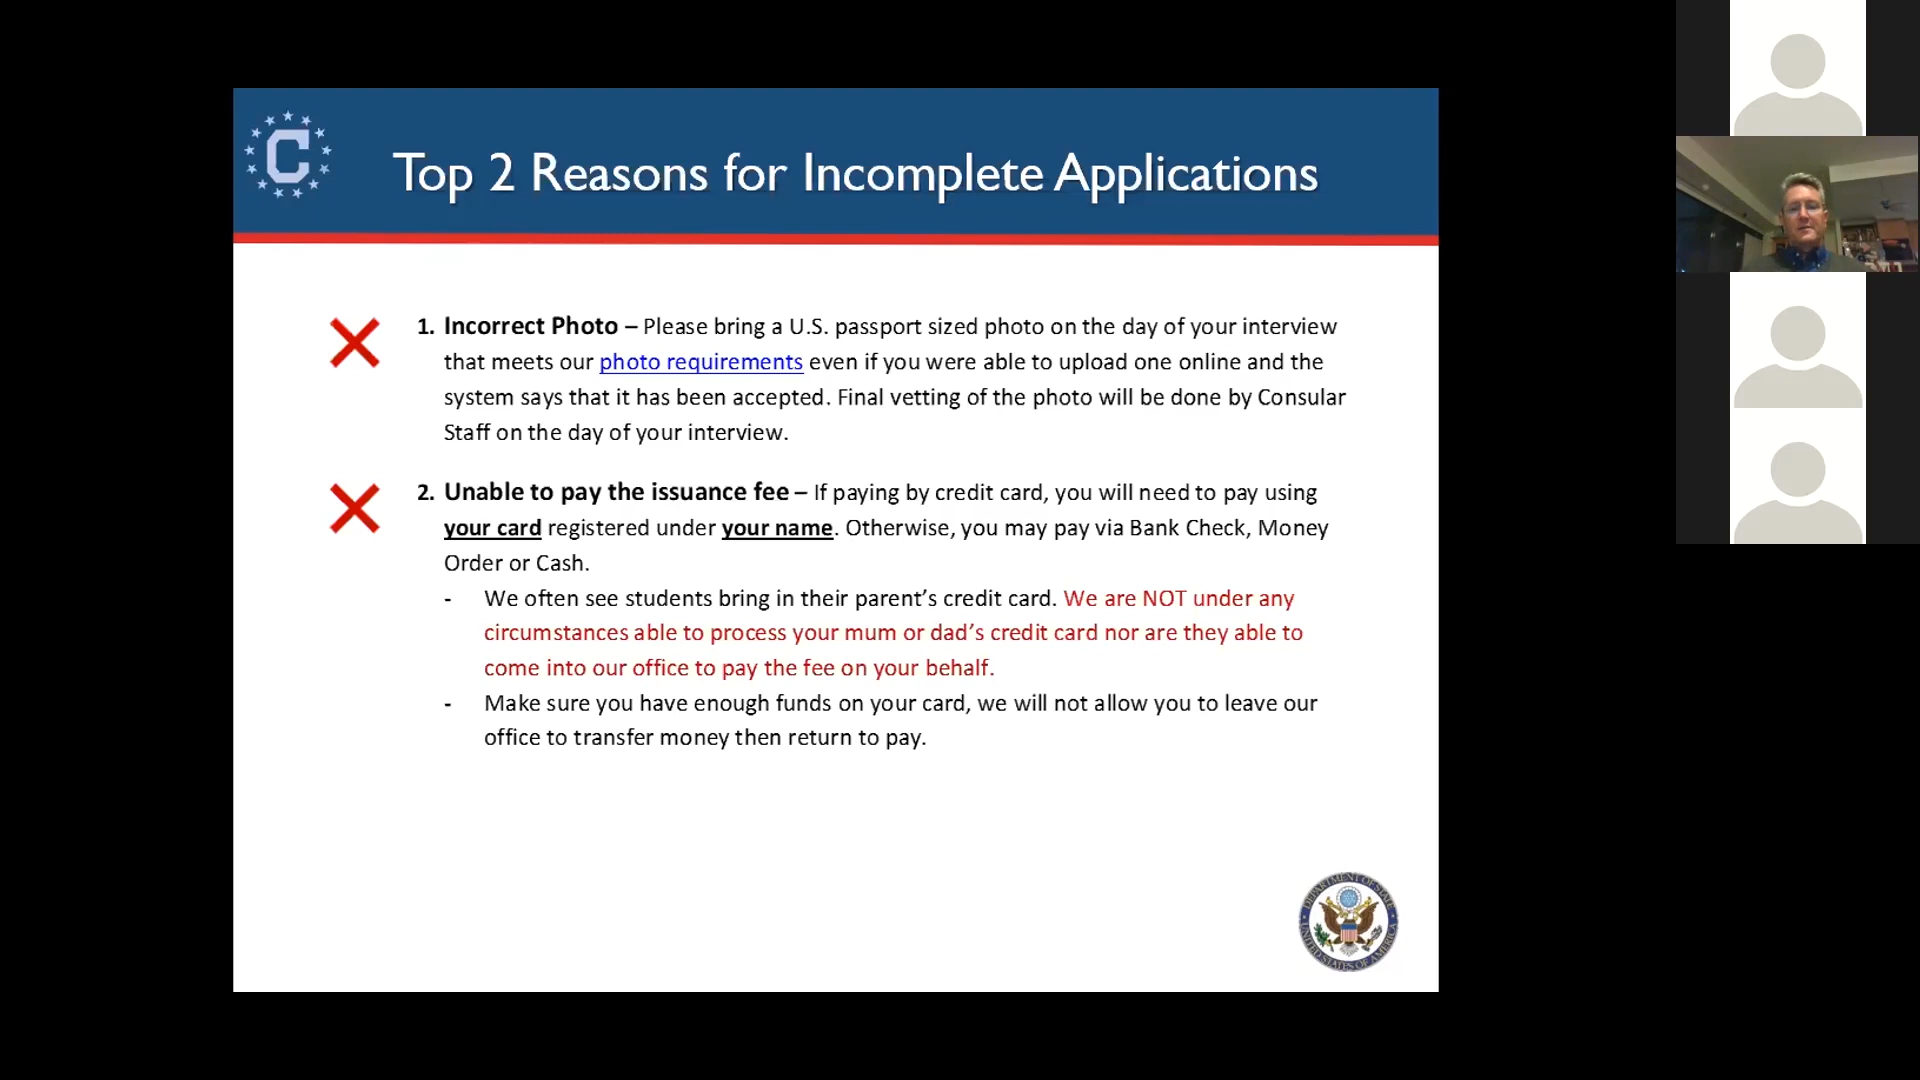 C
Top 2 Reasons for Incomplete Applications
1. Incorrect Photo – Please bring a U.S. passport sized photo on the day of your interview
that meets our photo requirements even if you were able to upload one online and the
system says that it has been accepted. Final vetting of the photo will be done by Consular
Staff on the day of your interview.
2. Unable to pay the issuance fee – If paying by credit card, you will need to pay using
your card registered under your name. Otherwise, you may pay via Bank Check, Money
Order or Cash.
- We often see students bring in their parent’s credit card. We are NOT under any
circumstances able to process your mum or dad’s credit card nor are they able to
come into our office to pay the fee on your behalf.
- Make sure you have enough funds on your card, we will not allow you to leave our
office to transfer money then return to pay.
DEPARTMENT OF STATE
UNITED STATES OF AMERICA